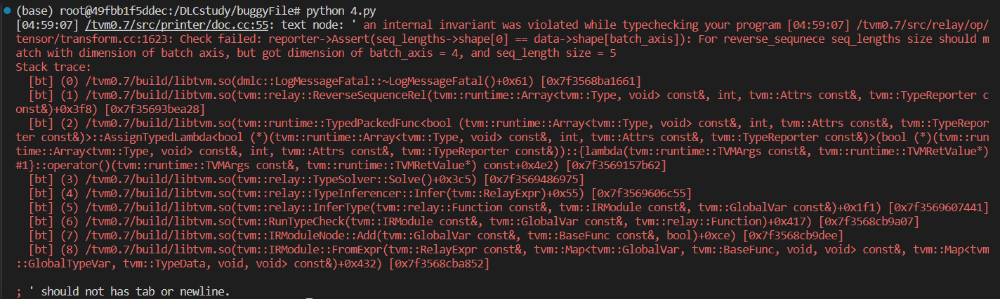 (base) root@49fbb1f5ddec:/DLCstudy/buggyFile# python 4.py
[04:59:07] /tvm0.7/src/printer/doc.cc:55: text node: ' an internal invariant was violated while typechecking your program [04:59:07] /tvm0.7/src/relay/op/
tensor/transform.cc:1623: Check failed: reporter->Assert(seq_lengths->shape[0] == data->shape[batch_axis]): For reverse_sequnece seq_lengths size should m
atch with dimension of batch axis, but got dimension of batch_axis = 4, and seq_length size = 5
Stack trace:
[bt] (0) /tvm0.7/build/libtvm.so(dmlc::LogMessageFatal::~LogMessageFatal()+0x61) [0x7f3568ba1661]
[bt] (1) /tvm0.7/build/libtvm.so(tvm::relay::ReverseSequenceRel(tvm::runtime::Array<tvm::Type, void> const&, int, tvm::Attrs const&, tvm::TypeReporter c
onst&)+0x3f8) [0x7f35693bea28]
[bt] (2) /tvm0.7/build/libtvm.so(tvm::runtime::TypedPackedFunc<bool (tvm::runtime::Array<tvm::Type, void> const&, int, tvm::Attrs const&, tvm::TypeRepor
ter const&)>::AssignTypedLambda<bool (*)(tvm::runtime::Array<tvm::Type, void> const&, int, tvm::Attrs const&, tvm::TypeReporter const&)>(bool (*)(tvm::run
time::Array<tvm::Type, void> const&, int, tvm::Attrs const&, tvm::TypeReporter const&))::{lambda(tvm::runtime::TVMArgs const&, tvm::runtime::TVMRetValue*)
#1}::operator()(tvm::runtime::TVMArgs const&, tvm::runtime::TVMRetValue*) const+0x4e2) [0x7f3569157b62]
[bt] (3) /tvm0.7/build/libtvm.so(tvm::relay::TypeSolver::Solve()+0x3c5) [0x7f3569486975]
[bt] (4) /tvm0.7/build/libtvm.so(tvm::relay::TypeInferencer::Infer(tvm::RelayExpr)+0x55) [0x7f3569606c55]
[bt] (5) /tvm0.7/build/libtvm.so(tvm::relay::InferType(tvm::relay::Function const&, tvm::IRModule const&, tvm::GlobalVar const&)+0x1f1) [0x7f3569607441]
[bt] (6) /tvm0.7/build/libtvm.so(tvm::RunTypeCheck(tvm::IRModule const&, tvm::GlobalVar const&, tvm::relay::Function)+0x417) [0x7f3568cb9a07]
[bt] (7) /tvm0.7/build/libtvm.so(tvm::IRModuleNode::Add(tvm::GlobalVar const&, tvm::BaseFunc const&, bool)+0xce) [0x7f3568cb9dee]
[bt] (8) /tvm0.7/build/libtvm.so(tvm::IRModule::FromExpr(tvm::RelayExpr const&, tvm::Map<tvm::GlobalVar, tvm::BaseFunc, void, void> const&, tvm::Map<tvm
::GlobalTypeVar, tvm::TypeData, void, void> const&)+0x432) [0x7f3568cba852]
; ' should not has tab or newline.